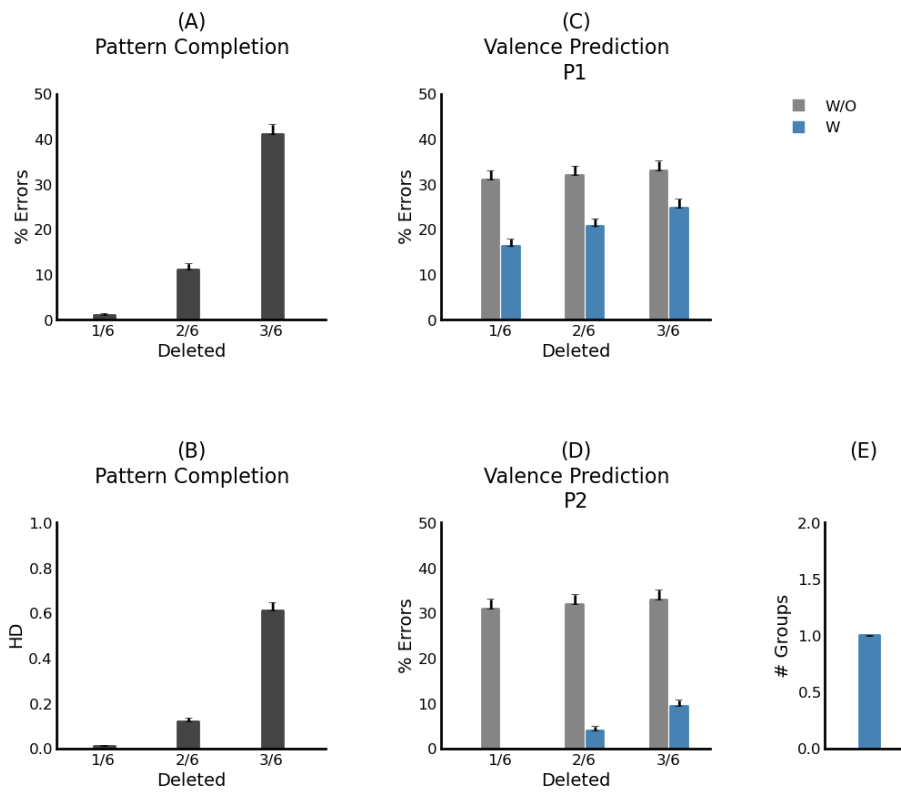 (A)
Pattern Completion
50
40
30
20
10
0
% Errors
1/6 2/6 3/6
Deleted
(C)
Valence Prediction
P1
50
40
30
20
10
0
% Errors
1/6 2/6 3/6
Deleted
W/O
W
(B)
Pattern Completion
1.0
0.8
0.6
0.4
0.2
0.0
HD
1/6 2/6 3/6
Deleted
(D)
Valence Prediction
P2
50
40
30
20
10
0
% Errors
1/6 2/6 3/6
Deleted
(E)
2.0
1.5
1.0
0.5
0.0
# Groups